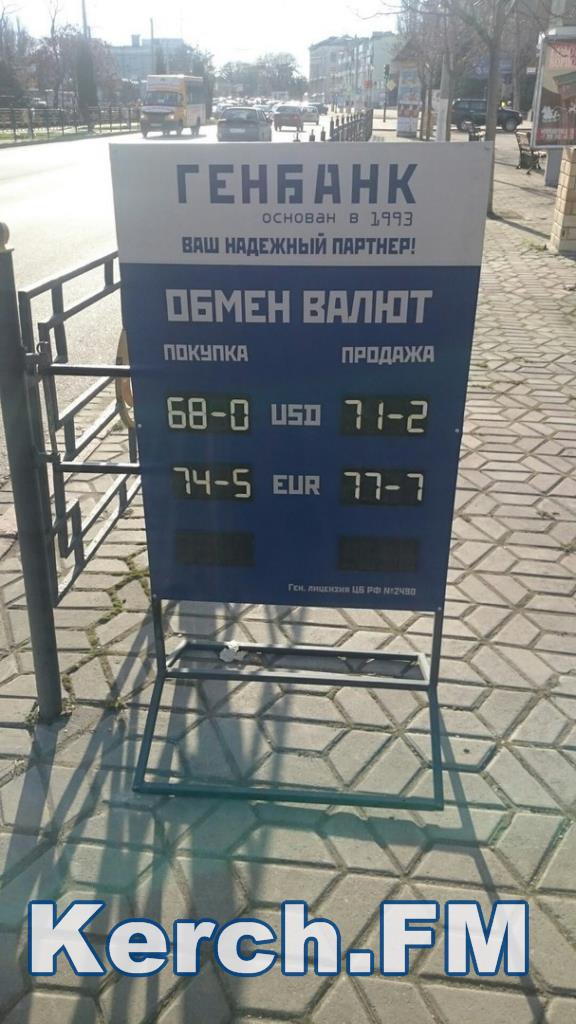 ГЕНБАНК
ОСНОВАН В 1993
ВАШ НАДЕЖНЫЙ ПАРТНЕР!
ОБМЕН ВАЛЮТ
ПОКУПКА ПРОДАЖА
68-0 USD 71-2
74-5 EUR 77-7
Ген. лицензия ЦБ РФ №2490
Kerch.FM